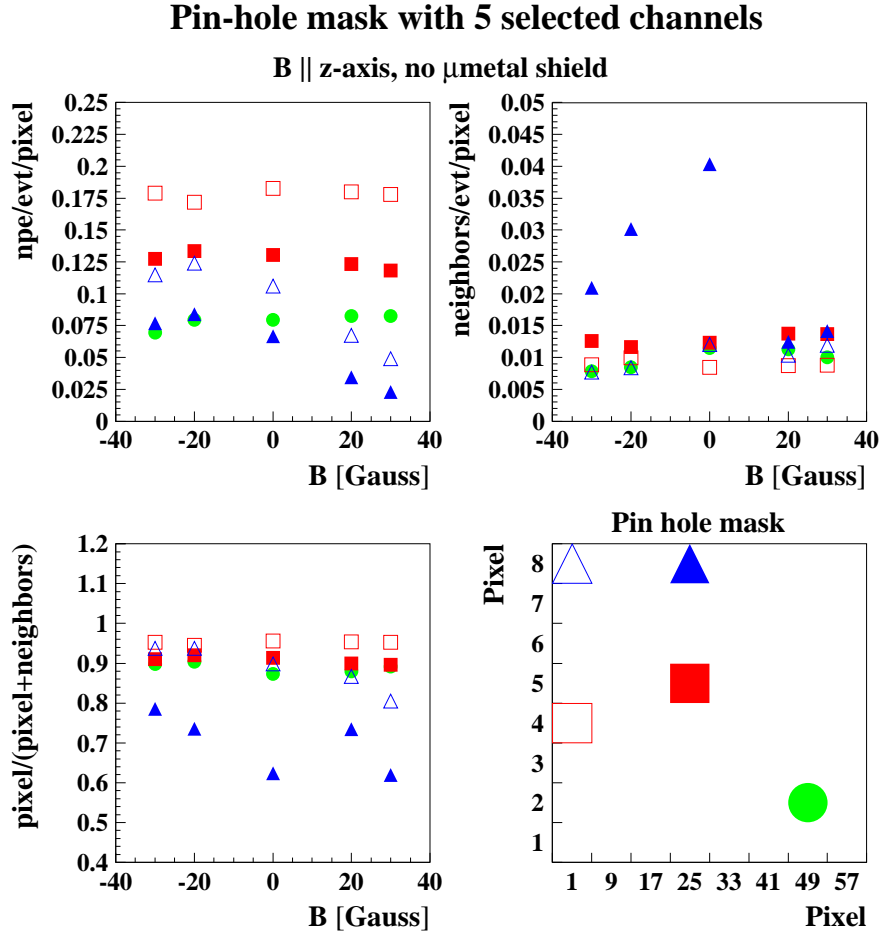 Pin-hole mask with 5 selected channels
B || z-axis, no μmetal shield
npe/evt/pixel
0.25
0.225
0.2
0.175
0.15
0.125
0.1
0.075
0.05
0.025
0
-40 -20 0 20 40
B [Gauss]
neighbors/evt/pixel
0.05
0.045
0.04
0.035
0.03
0.025
0.02
0.015
0.01
0.005
0
-40 -20 0 20 40
B [Gauss]
pixel/(pixel+neighbors)
1.2
1.1
1
0.9
0.8
0.7
0.6
0.5
0.4
-40 -20 0 20 40
B [Gauss]
Pin hole mask
Pixel
8
7
6
5
4
3
2
1
1 9 17 25 33 41 49 57
Pixel